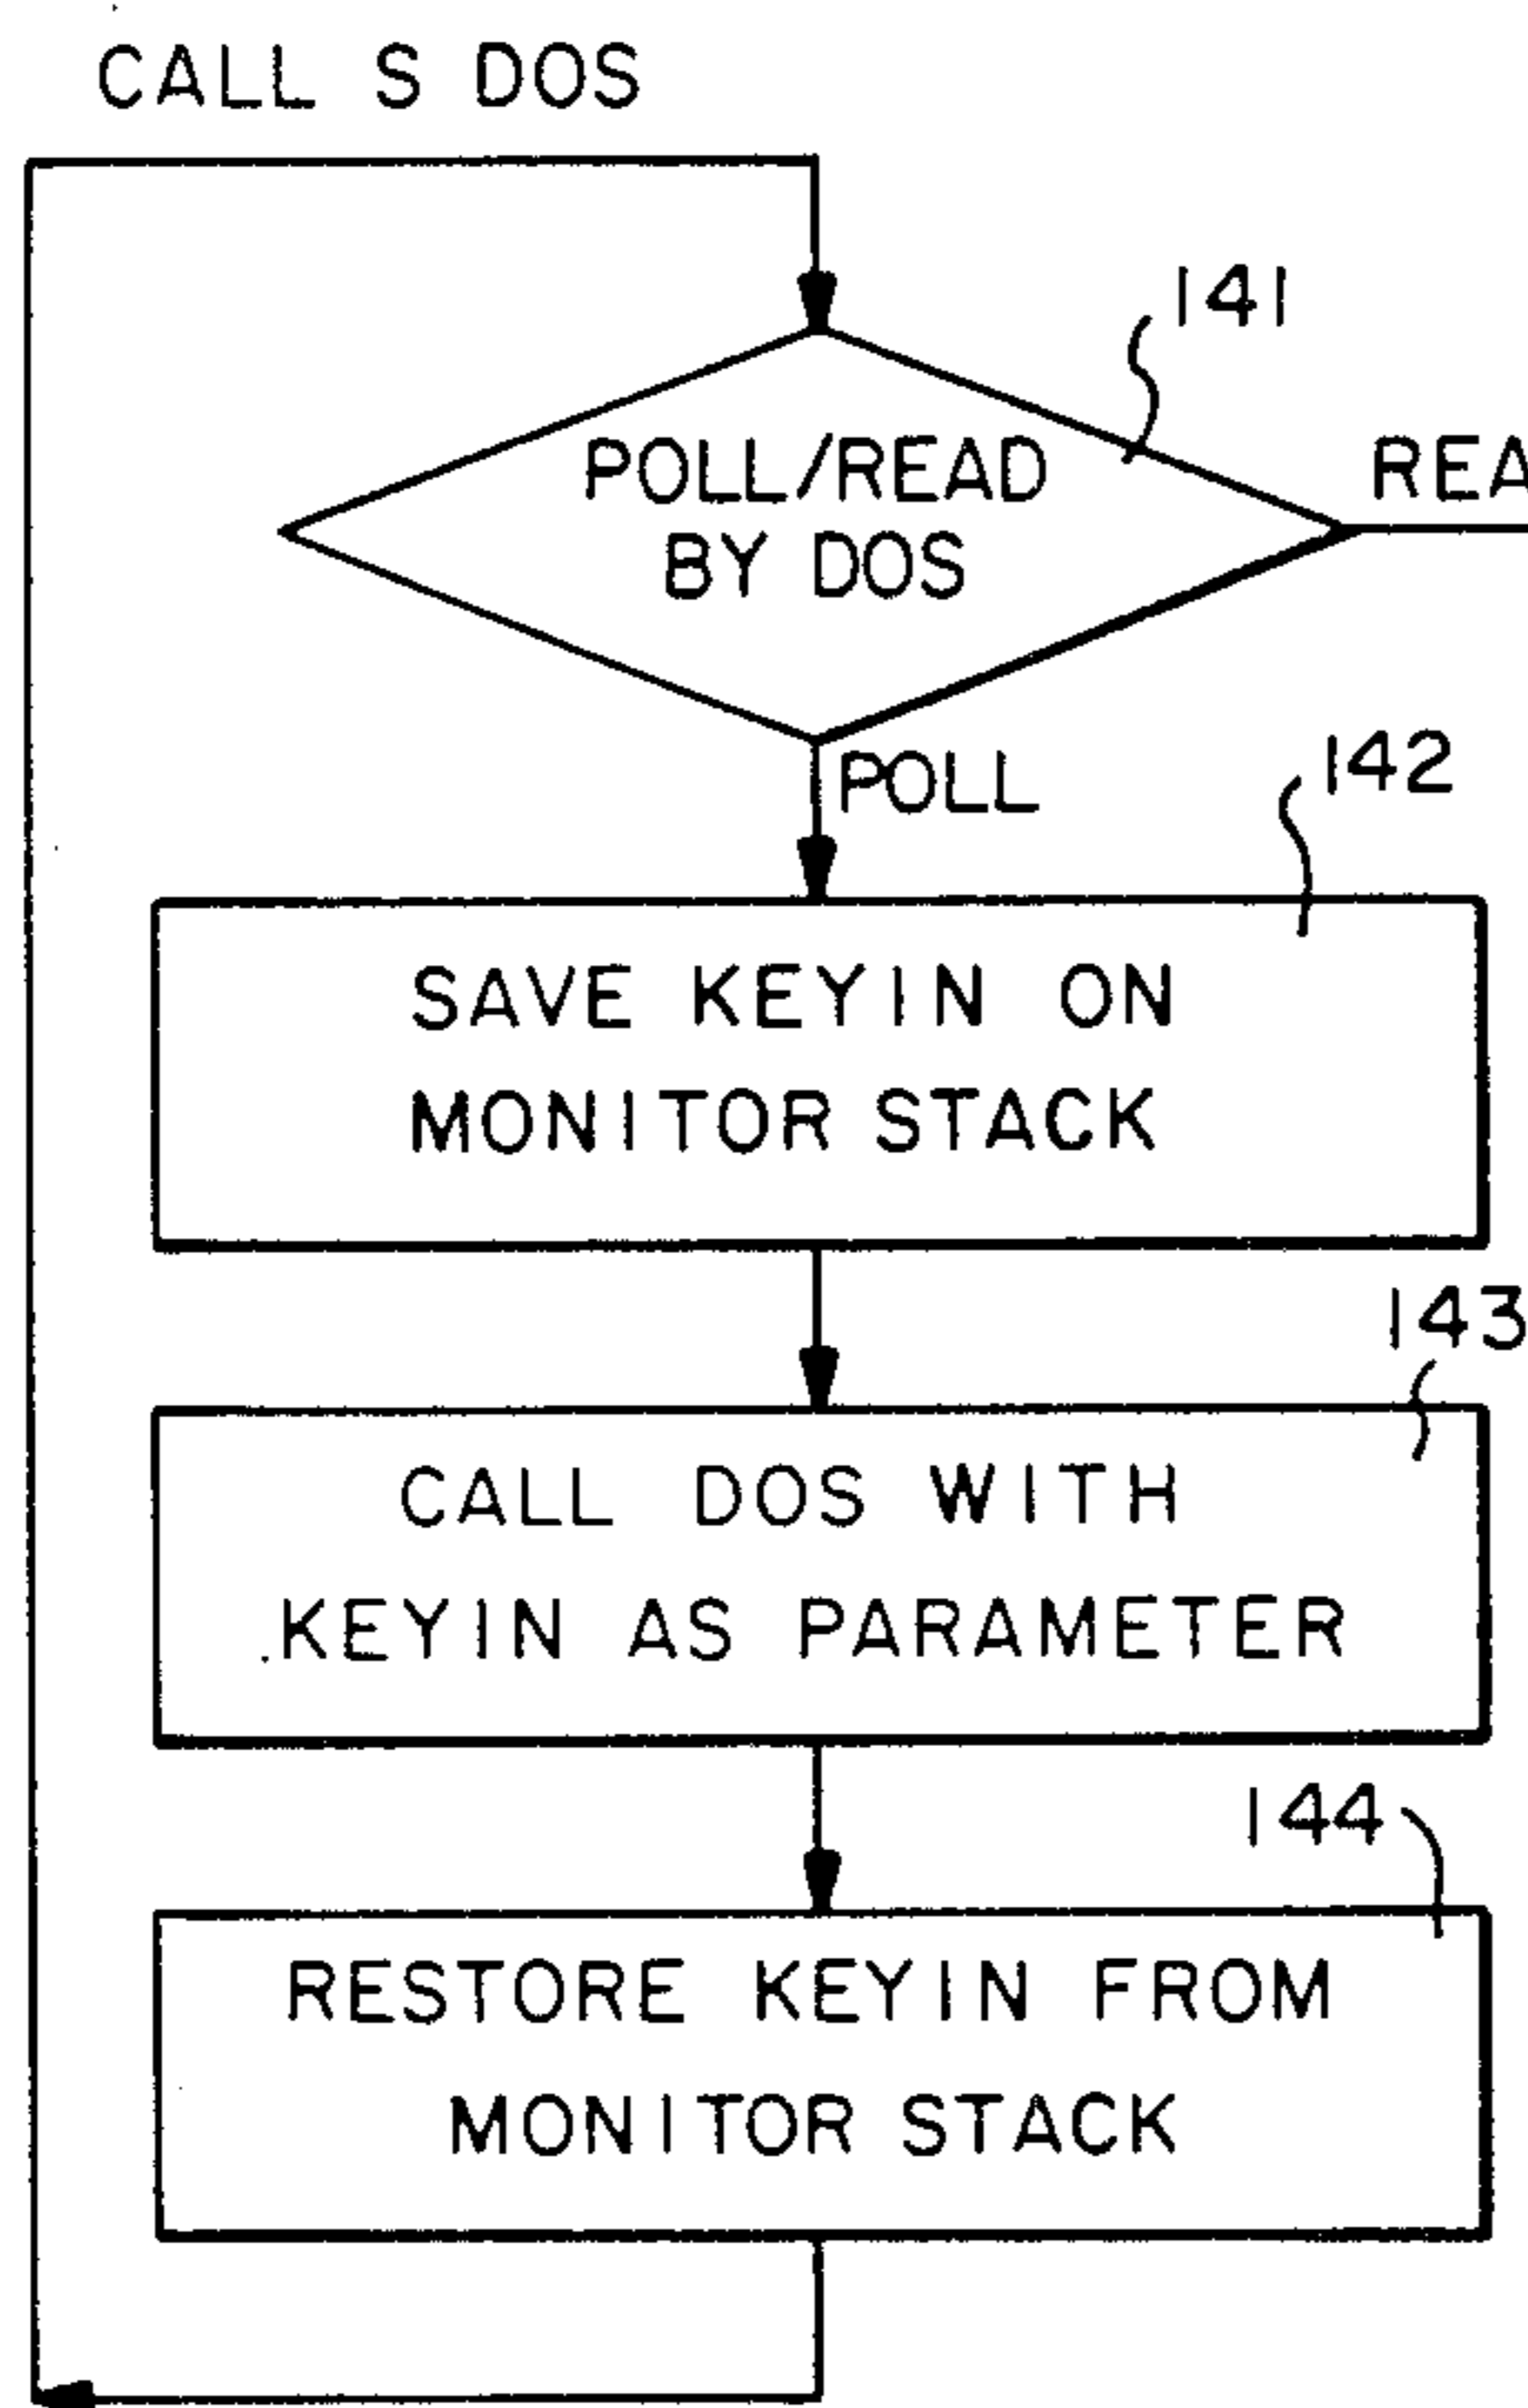 CALL S DOS
141
POLL/READ
BY DOS
POLL
142
SAVE KEYIN ON
MONITOR STACK
143
CALL DOS WITH
KEYIN AS PARAMETER
144
RESTORE KEYIN FROM
MONITOR STACK